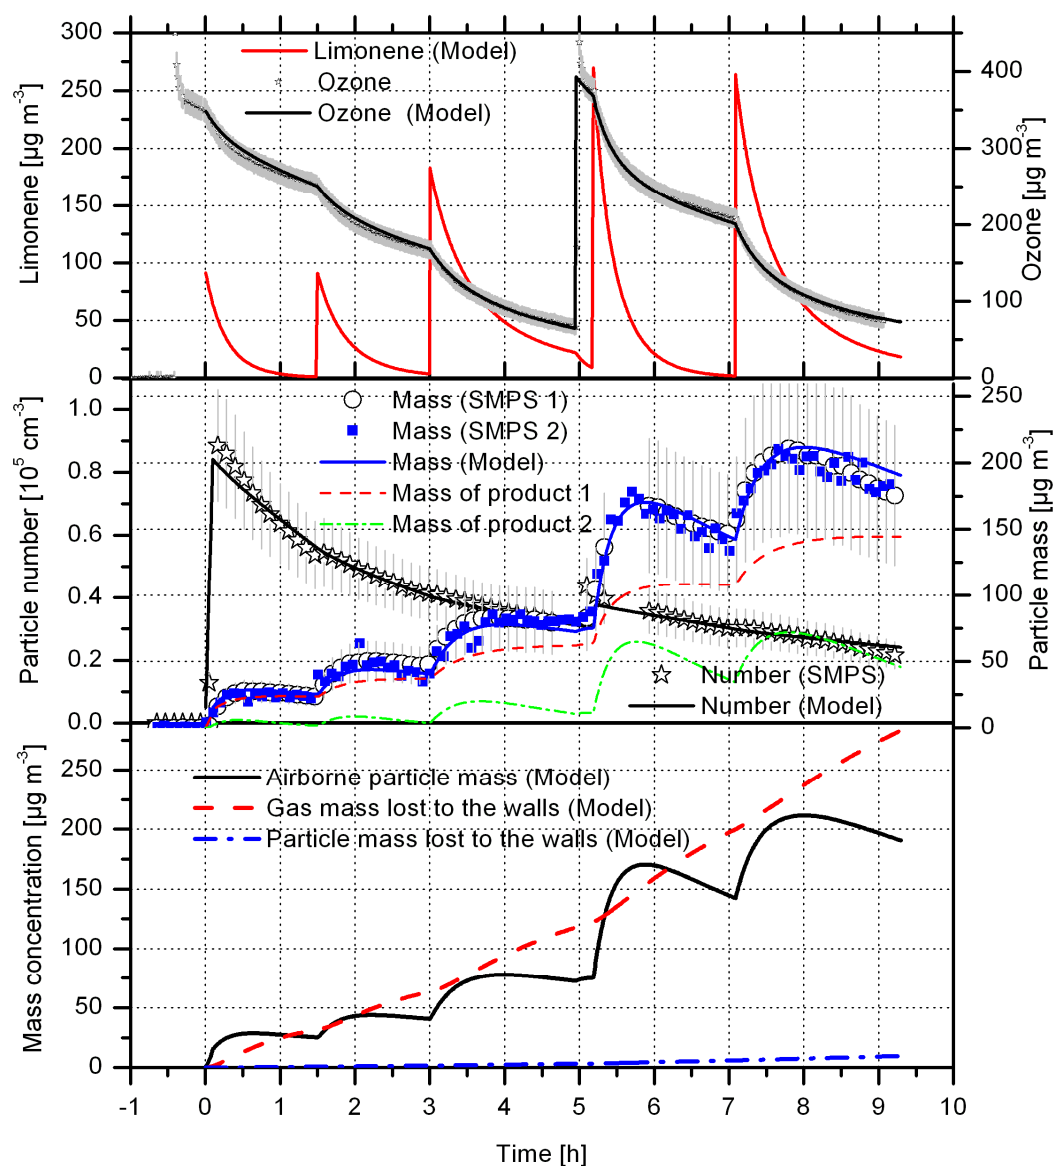 Limonene (Model)
Ozone
Ozone (Model)
Limonene [µg m-3]
300
250
200
150
100
50
0
Ozone [µg m-3]
400
300
200
100
0
Mass (SMPS 1)
Mass (SMPS 2)
Mass (Model)
Mass of product 1
Mass of product 2
Number (SMPS)
Number (Model)
Particle number [10⁵ cm-3]
1.0
0.8
0.6
0.4
0.2
0.0
Particle mass [µg m-3]
250
200
150
100
50
0
Airborne particle mass (Model)
Gas mass lost to the walls (Model)
Particle mass lost to the walls (Model)
Mass concentration [µg m-3]
250
200
150
100
50
0
-1 0 1 2 3 4 5 6 7 8 9 10
Time [h]